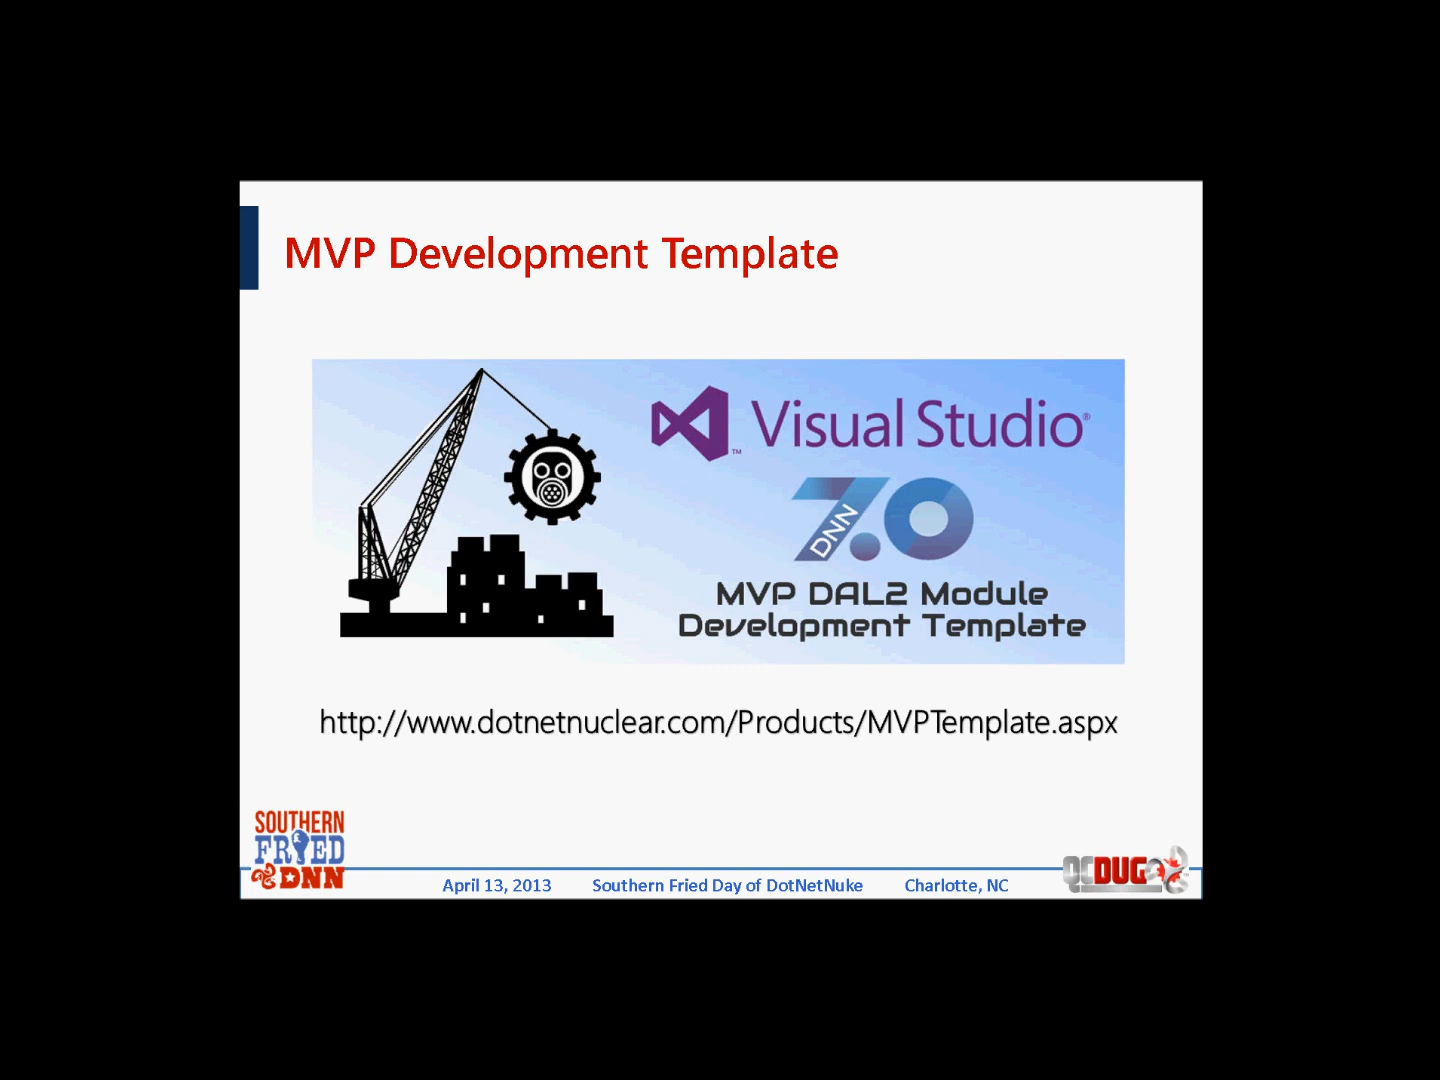 MVP Development Template
Visual Studio®
™
7.0
DNN
MVP DAL2 Module
Development Template
http://www.dotnetnuclear.com/Products/MVPTemplate.aspx
SOUTHERN
FRIED
DNN
April 13, 2013 Southern Fried Day of DotNetNuke Charlotte, NC
QCDUG